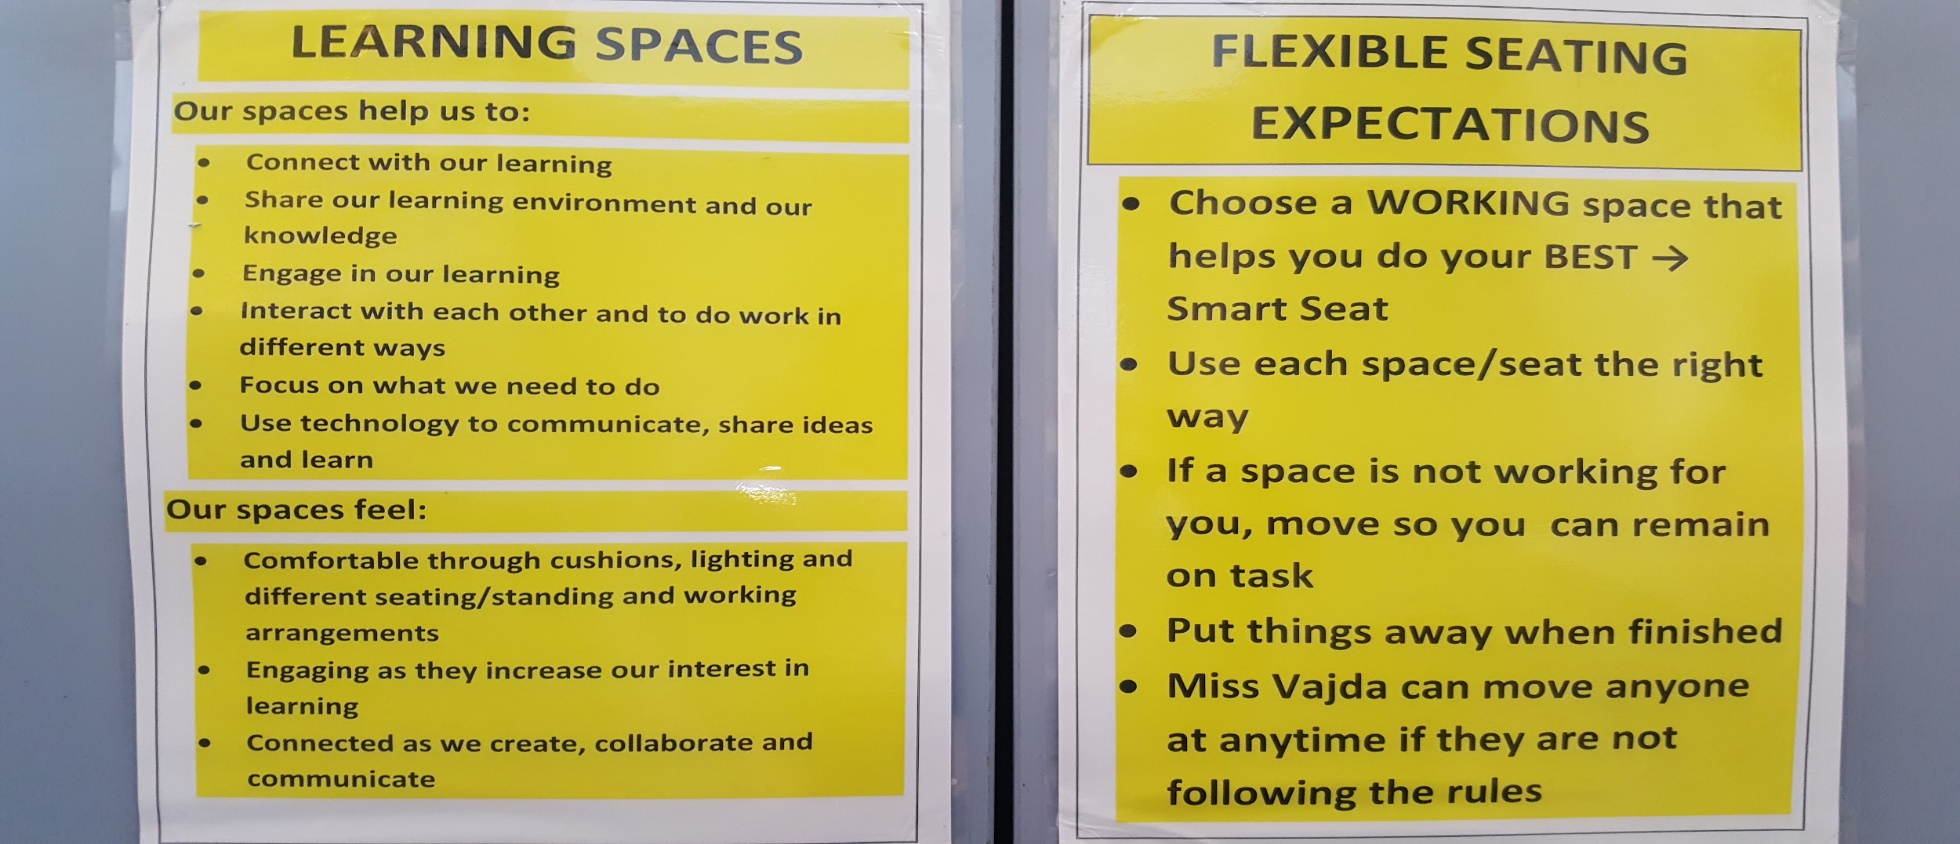 LEARNING SPACES
Our spaces help us to:
• Connect with our learning
• Share our learning environment and our
knowledge
• Engage in our learning
• Interact with each other and to do work in
different ways
• Focus on what we need to do
• Use technology to communicate, share ideas
and learn
Our spaces feel:
• Comfortable through cushions, lighting and
different seating/standing and working
arrangements
• Engaging as they increase our interest in
learning
• Connected as we create, collaborate and
communicate
FLEXIBLE SEATING
EXPECTATIONS
• Choose a WORKING space that
helps you do your BEST →
Smart Seat
• Use each space/seat the right
way
• If a space is not working for
you, move so you can remain
on task
• Put things away when finished
• Miss Vajda can move anyone
at anytime if they are not
following the rules